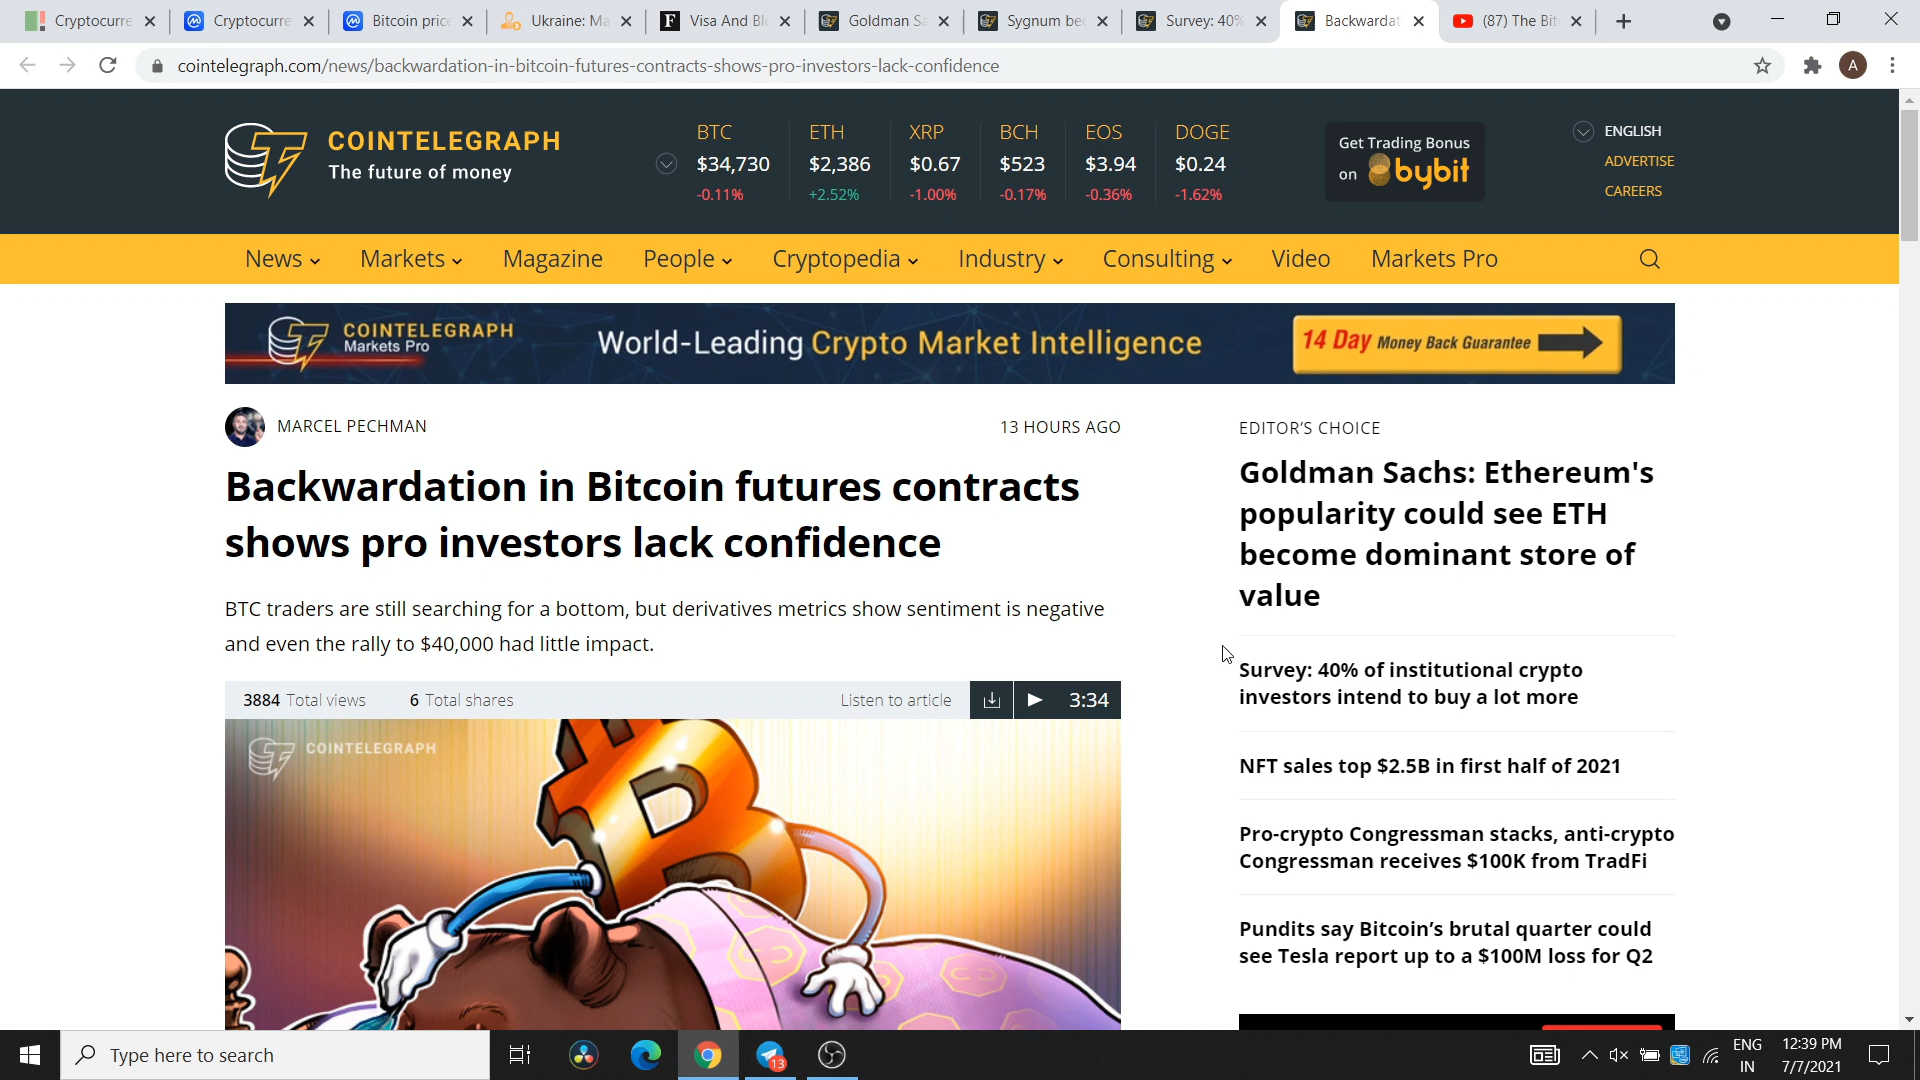 Cryptocurre
Cryptocurre
Bitcoin price
Ukraine: Ma
Visa And Blo
Goldman Sa
Sygnum bec
Survey: 40%
Backwardat
(87) The Bit
cointelegraph.com/news/backwardation-in-bitcoin-futures-contracts-shows-pro-investors-lack-confidence
A
COINTELEGRAPH
The future of money
BTC ETH XRP BCH EOS DOGE
$34,730 $2,386 $0.67 $523 $3.94 $0.24
-0.11% +2.52% -1.00% -0.17% -0.36% -1.62%
Get Trading Bonus
on bybit
ENGLISH
ADVERTISE
CAREERS
News Markets Magazine People Cryptopedia Industry Consulting Video Markets Pro
COINTELEGRAPH
Markets Pro
World-Leading Crypto Market Intelligence
14 Day Money Back Guarantee
MARCEL PECHMAN
13 HOURS AGO
Backwardation in Bitcoin futures contracts
shows pro investors lack confidence
BTC traders are still searching for a bottom, but derivatives metrics show sentiment is negative
and even the rally to $40,000 had little impact.
3884 Total views 6 Total shares Listen to article 3:34
COINTELEGRAPH
EDITOR'S CHOICE
Goldman Sachs: Ethereum's
popularity could see ETH
become dominant store of
value
Survey: 40% of institutional crypto
investors intend to buy a lot more
NFT sales top $2.5B in first half of 2021
Pro-crypto Congressman stacks, anti-crypto
Congressman receives $100K from TradFi
Pundits say Bitcoin’s brutal quarter could
see Tesla report up to a $100M loss for Q2
Type here to search
13
ENG
IN
12:39 PM
7/7/2021